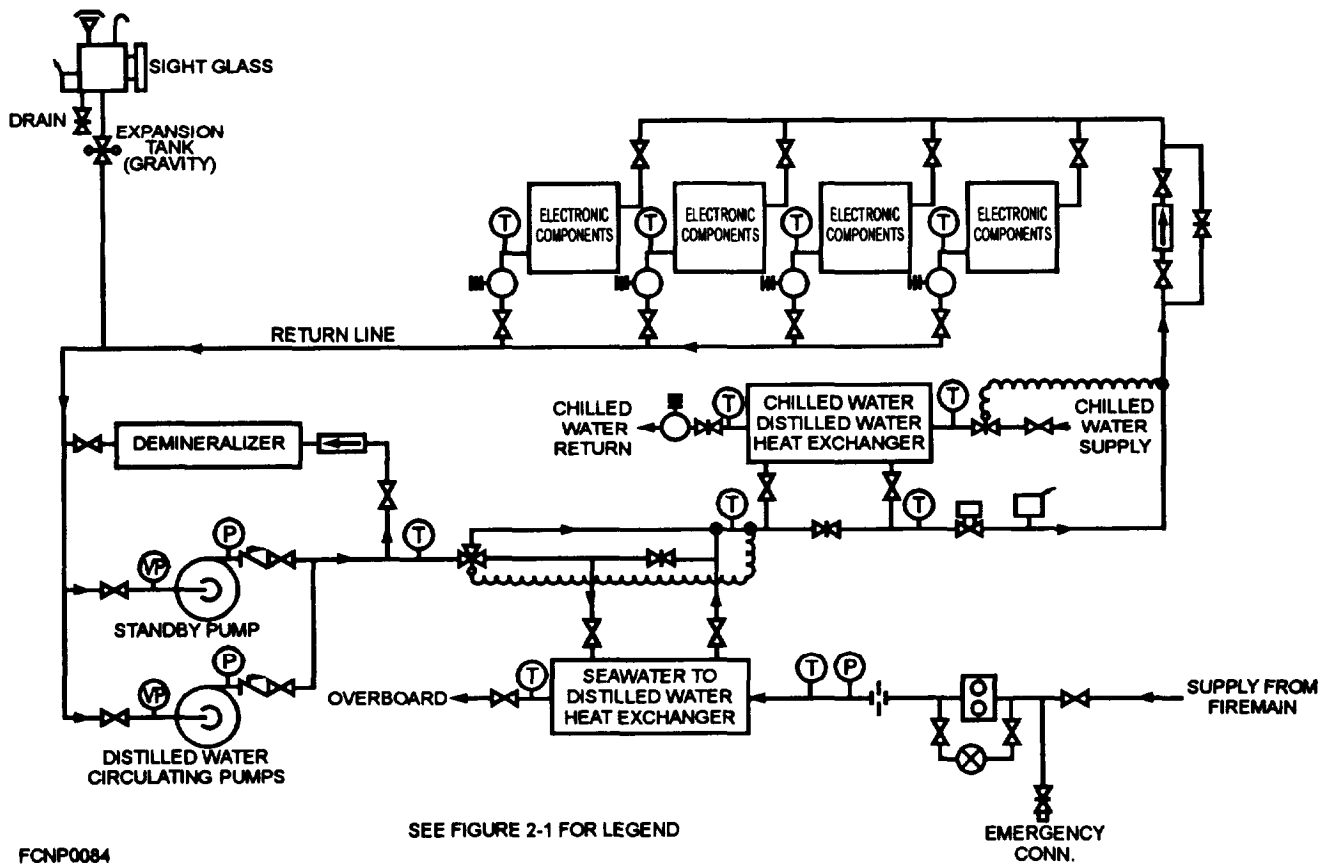 SIGHT GLASS
DRAIN
EXPANSION
TANK
(GRAVITY)
T
T
T
T
ELECTRONIC
COMPONENTS
ELECTRONIC
COMPONENTS
ELECTRONIC
COMPONENTS
ELECTRONIC
COMPONENTS
RETURN LINE
CHILLED
WATER
RETURN
T
CHILLED WATER
DISTILLED WATER
HEAT EXCHANGER
T
CHILLED
WATER
SUPPLY
DEMINERALIZER
T
T
T
P
VP
STANDBY PUMP
P
VP
DISTILLED WATER
CIRCULATING PUMPS
OVERBOARD
T
SEAWATER TO
DISTILLED WATER
HEAT EXCHANGER
T
P
SUPPLY FROM
FIREMAIN
EMERGENCY
CONN.
SEE FIGURE 2-1 FOR LEGEND
FCNP0084